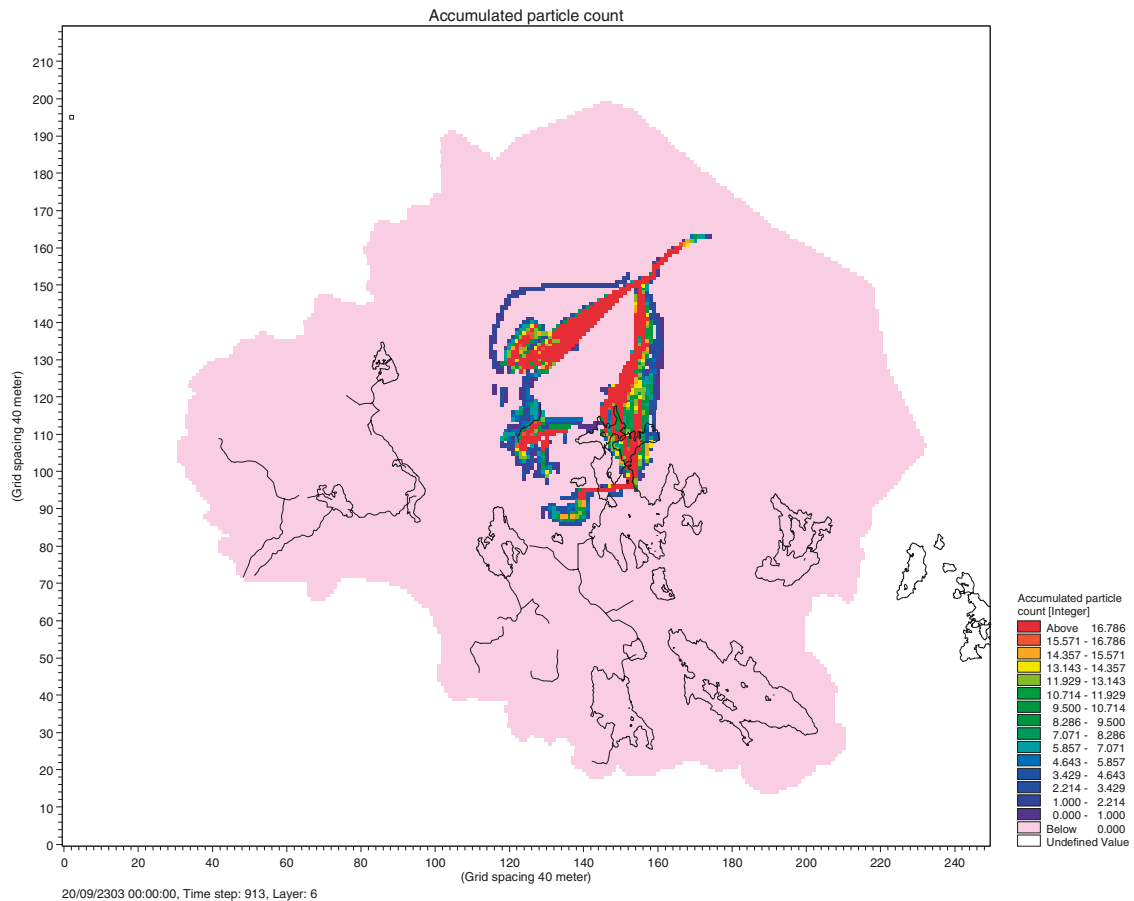 Accumulated particle count
210
200
190
180
170
160
150
140
130
120
110
100
90
80
70
60
50
40
30
20
10
0
(Grid spacing 40 meter)
0 20 40 60 80 100 120 140 160 180 200 220 240
(Grid spacing 40 meter)
20/09/2303 00:00:00, Time step: 913, Layer: 6
Accumulated particle
count [Integer]
Above 16.786
15.571 - 16.786
14.357 - 15.571
13.143 - 14.357
11.929 - 13.143
10.714 - 11.929
9.500 - 10.714
8.286 - 9.500
7.071 - 8.286
5.857 - 7.071
4.643 - 5.857
3.429 - 4.643
2.214 - 3.429
1.000 - 2.214
0.000 - 1.000
Below 0.000
Undefined Value